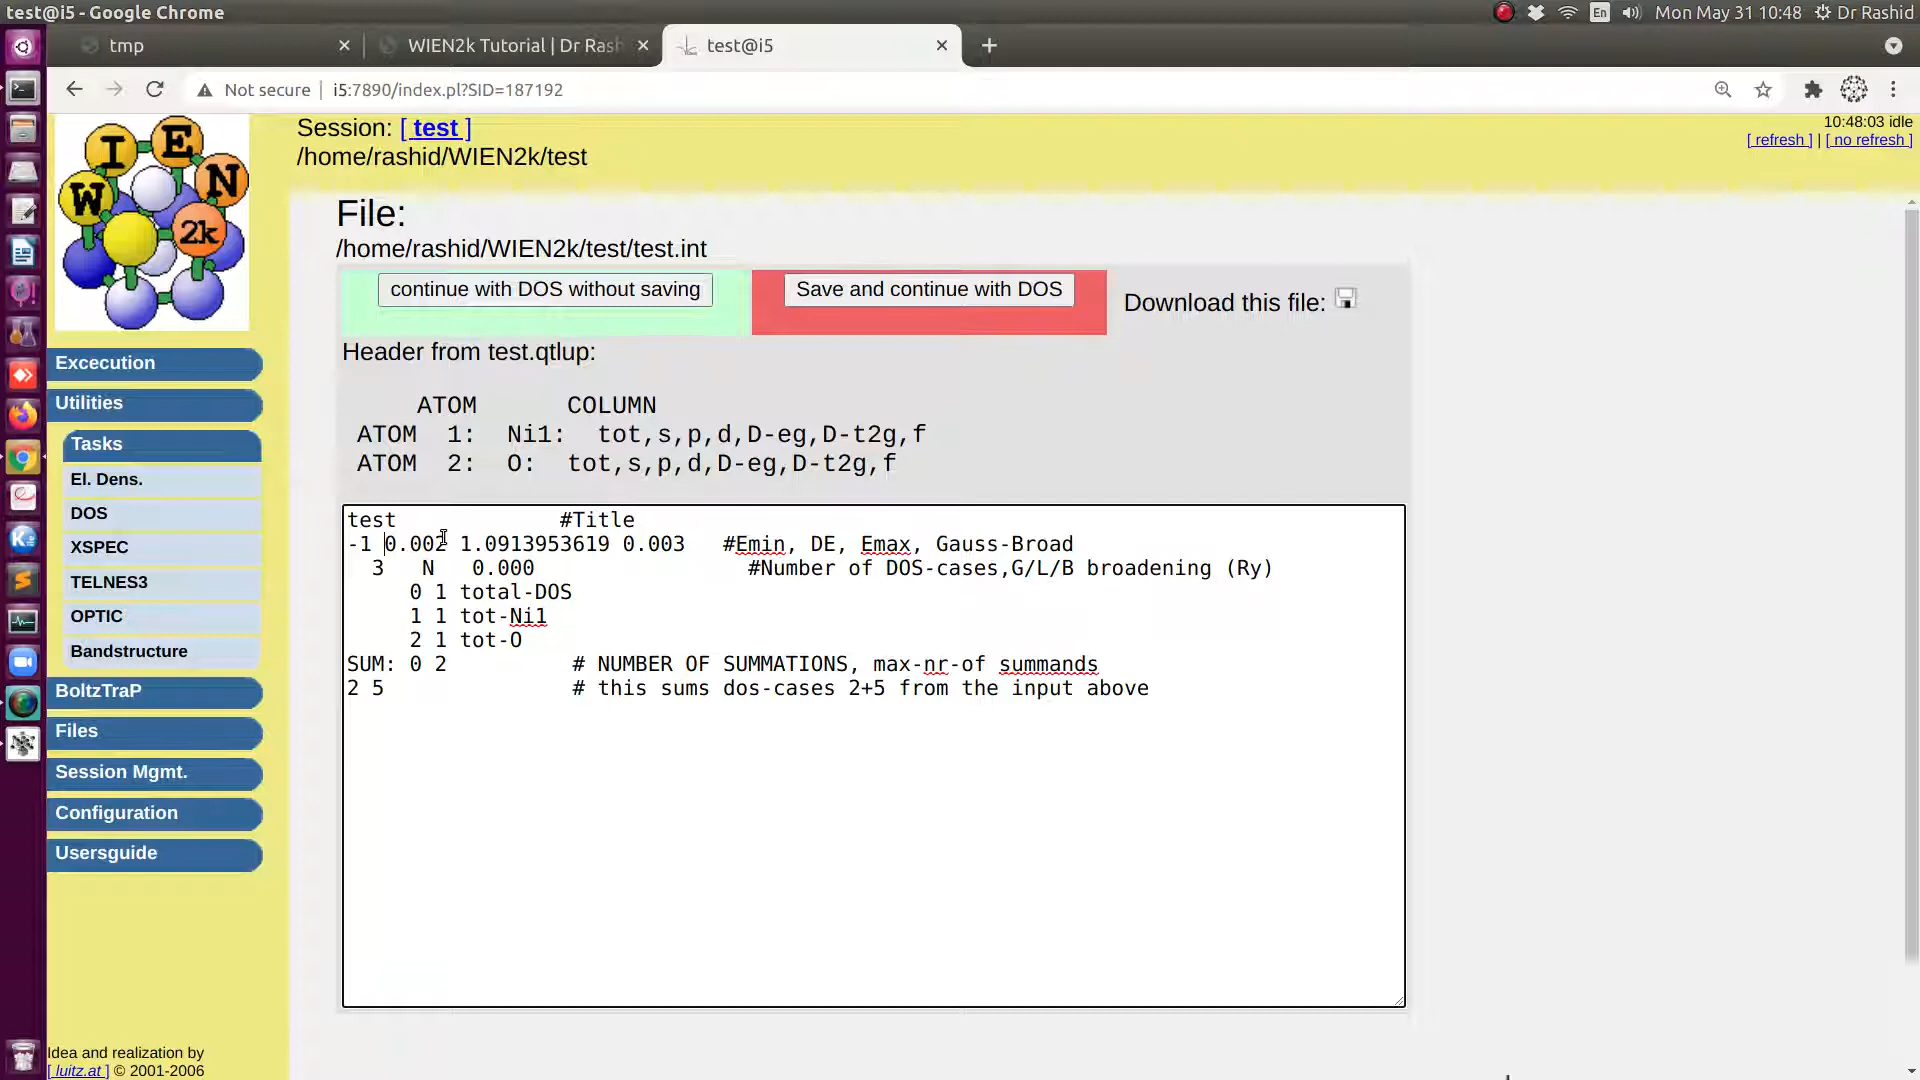 test@i5 - Google Chrome
En
Mon May 31 10:48
Dr Rashid
tmp
WIEN2k Tutorial | Dr Rash
test@i5
Not secure
i5:7890/index.pl?SID=187192
WIEN
2k
Session: [ test ]
/home/rashid/WIEN2k/test
10:48:03 idle
[ refresh ] | [ no refresh ]
File:
/home/rashid/WIEN2k/test/test.int
continue with DOS without saving
Save and continue with DOS
Download this file:
Header from test.qtlup:
ATOM COLUMN
ATOM 1: Ni1: tot,s,p,d,D-eg,D-t2g,f
ATOM 2: O: tot,s,p,d,D-eg,D-t2g,f
test #Title
-1 0.002 1.0913953619 0.003 #Emin, DE, Emax, Gauss-Broad
3 N 0.000 #Number of DOS-cases,G/L/B broadening (Ry)
0 1 total-DOS
1 1 tot-Ni1
2 1 tot-O
SUM: 0 2 # NUMBER OF SUMMATIONS, max-nr-of summands
2 5 # this sums dos-cases 2+5 from the input above
Excecution
Utilities
Tasks
El. Dens.
DOS
XSPEC
TELNES3
OPTIC
Bandstructure
BoltzTraP
Files
Session Mgmt.
Configuration
Usersguide
Idea and realization by
[ luitz.at ] © 2001-2006